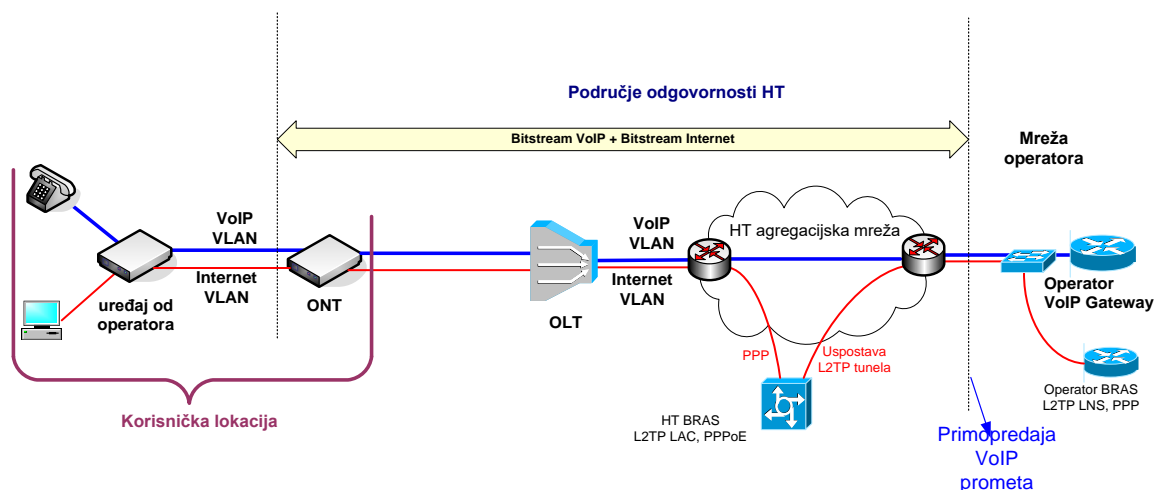 Područje odgovornosti HT
Bitstream VoIP + Bitstream Internet
Mreža
operatora
VoIP
VLAN
Internet
VLAN
uređaj od
operatora
ONT
Korisnička lokacija
OLT
VoIP
VLAN
Internet
VLAN
HT agregacijska mreža
PPP
Uspostava
L2TP tunela
HT BRAS
L2TP LAC, PPPoE
Operator
VoIP Gateway
Operator BRAS
L2TP LNS, PPP
Primopredaja
VoIP
prometa